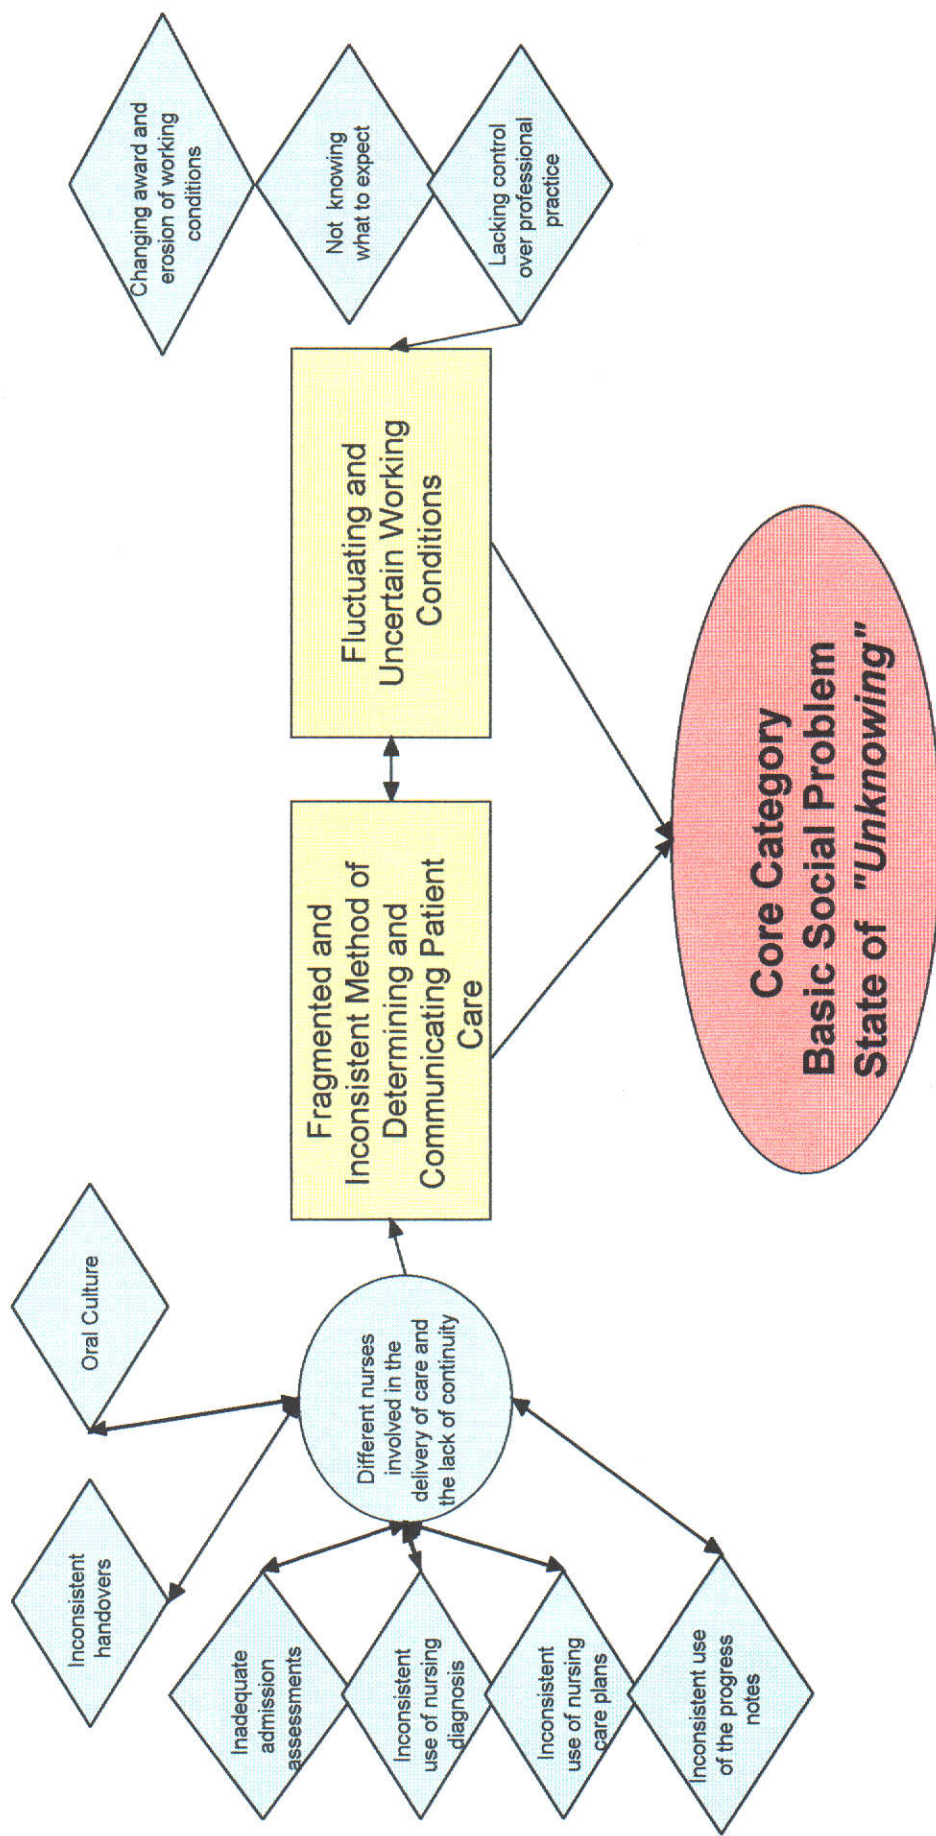 Oral Culture
Inconsistent
handovers
Inadequate
admission
assessments
Inconsistent
use of nursing
diagnosis
Inconsistent
use of nursing
care plans
Inconsistent use
of the progress
notes
Different nurses
involved in the
delivery of care and
the lack of continuity
Fragmented and
Inconsistent Method of
Determining and
Communicating Patient
Care
Fluctuating and
Uncertain Working
Conditions
Changing award and
erosion of working
conditions
Not knowing
what to expect
Lacking control
over professional
practice
Core Category
Basic Social Problem
State of "Unknowing"